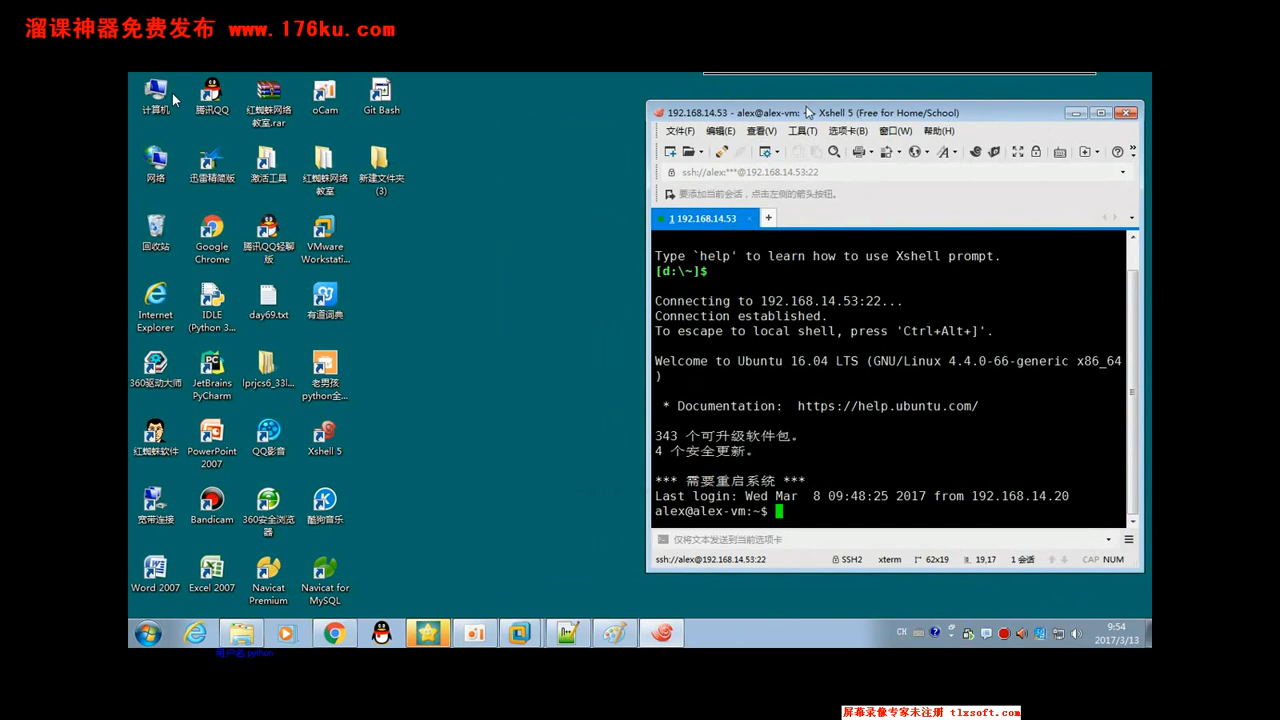 溜课神器免费发布 www.176ku.com
计算机
腾讯QQ
红蜘蛛网络
教室.rar
oCam
Git Bash
网络
迅雷精简版
激活工具
红蜘蛛网络
教室
新建文件夹
(3)
回收站
Google
Chrome
腾讯QQ轻聊
版
VMware
Workstati...
Internet
Explorer
IDLE
(Python 3...
day69.txt
有道词典
360驱动大师
JetBrains
PyCharm
lprjcs6_33l...
老男孩
python全...
红蜘蛛软件
PowerPoint
2007
QQ影音
Xshell 5
宽带连接
Bandicam
360安全浏览
器
酷狗音乐
Word 2007
Excel 2007
Navicat
Premium
Navicat for
MySQL
192.168.14.53 - alex@alex-vm: ~ - Xshell 5 (Free for Home/School)
文件(F) 编辑(E) 查看(V) 工具(T) 选项卡(B) 窗口(W) 帮助(H)
ssh://alex:***@192.168.14.53:22
要添加当前会话，点击左侧的箭头按钮。
1 192.168.14.53
Type `help' to learn how to use Xshell prompt.
[d:\~]$
Connecting to 192.168.14.53:22...
Connection established.
To escape to local shell, press 'Ctrl+Alt+]'.
Welcome to Ubuntu 16.04 LTS (GNU/Linux 4.4.0-66-generic x86_64
)
* Documentation: https://help.ubuntu.com/
343 个可升级软件包。
4 个安全更新。
*** 需要重启系统 ***
Last login: Wed Mar 8 09:48:25 2017 from 192.168.14.20
alex@alex-vm:~$
仅将文本发送到当前选项卡
ssh://alex@192.168.14.53:22 SSH2 xterm 62x19 19,17 1 会话 CAP NUM
CH
9:54
2017/3/13
用户名 python
屏幕录像专家未注册 tlxsoft.com